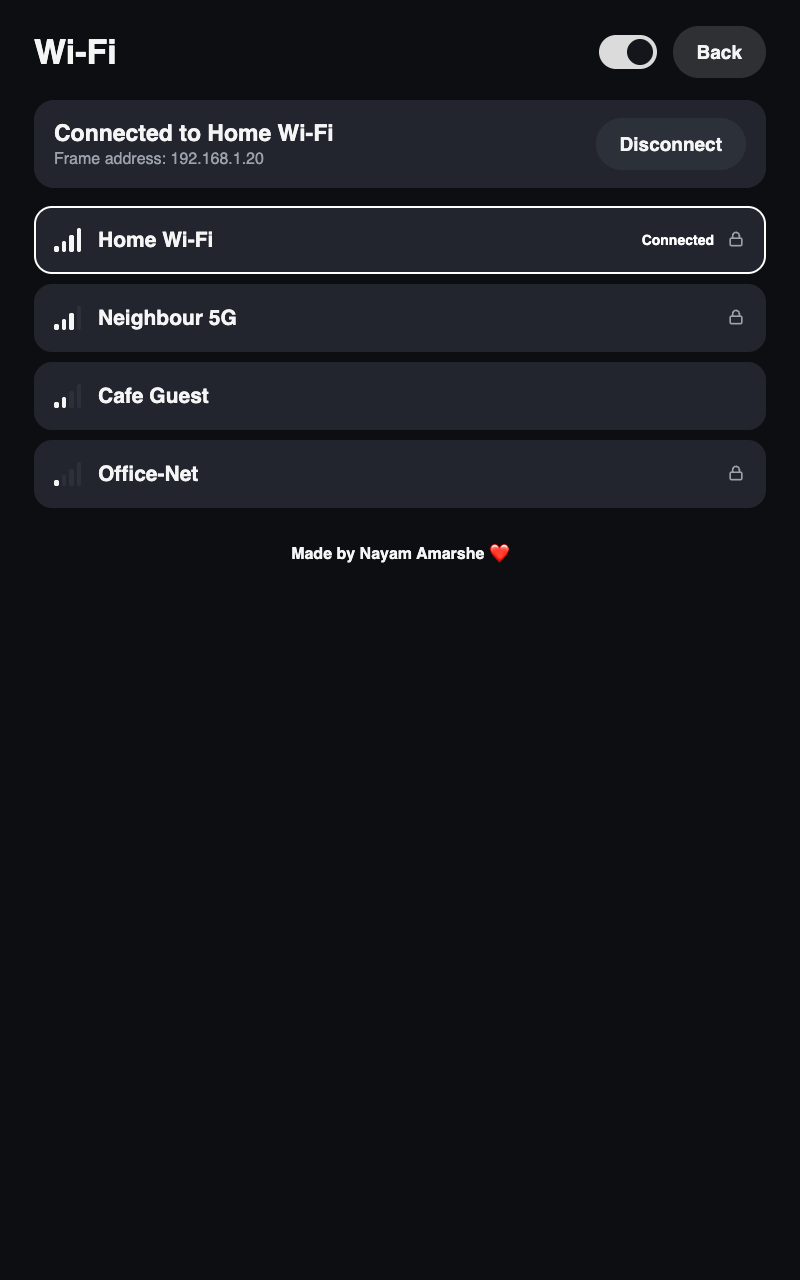 Wi-Fi
Back
Connected to Home Wi-Fi
Frame address: 192.168.1.20
Disconnect
Home Wi-Fi
Connected
Neighbour 5G
Cafe Guest
Office-Net
Made by Nayam Amarshe ❤️